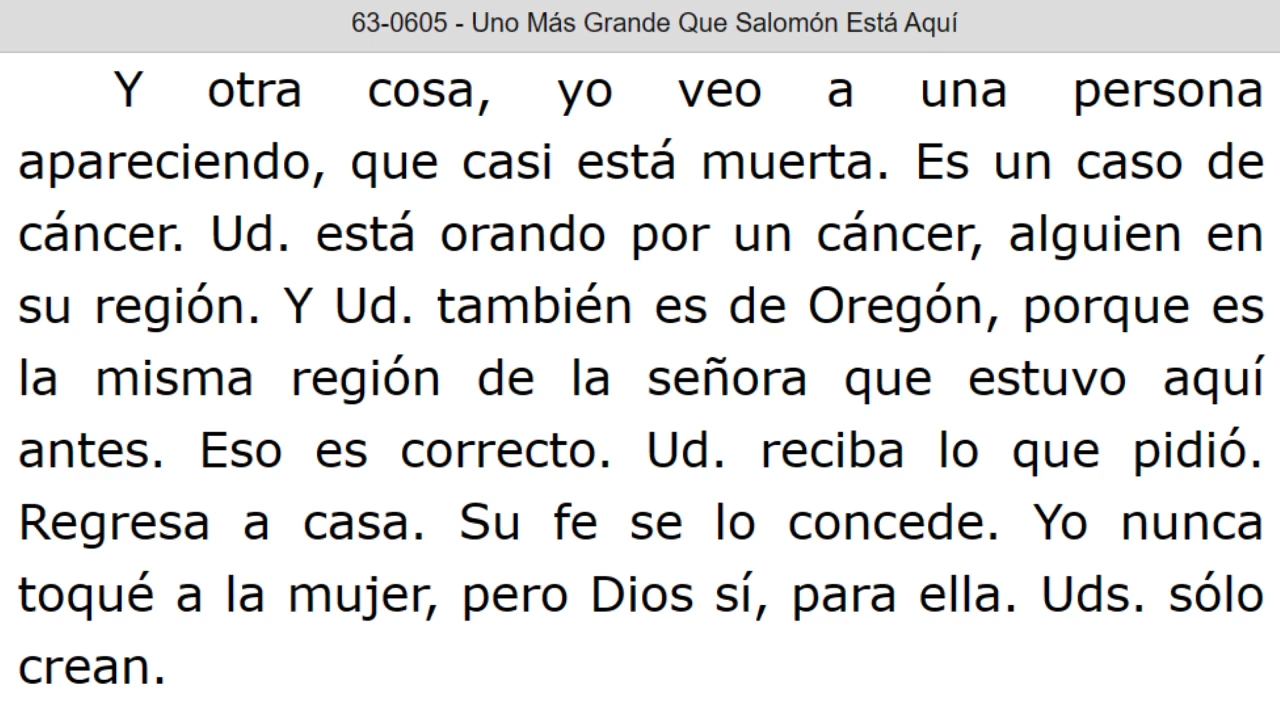 63-0605 - Uno Más Grande Que Salomón Está Aquí
Y otra cosa, yo veo a una persona
apareciendo, que casi está muerta. Es un caso de
cáncer. Ud. está orando por un cáncer, alguien en
su región. Y Ud. también es de Oregón, porque es
la misma región de la señora que estuvo aquí
antes. Eso es correcto. Ud. reciba lo que pidió.
Regresa a casa. Su fe se lo concede. Yo nunca
toqué a la mujer, pero Dios sí, para ella. Uds. sólo
crean.